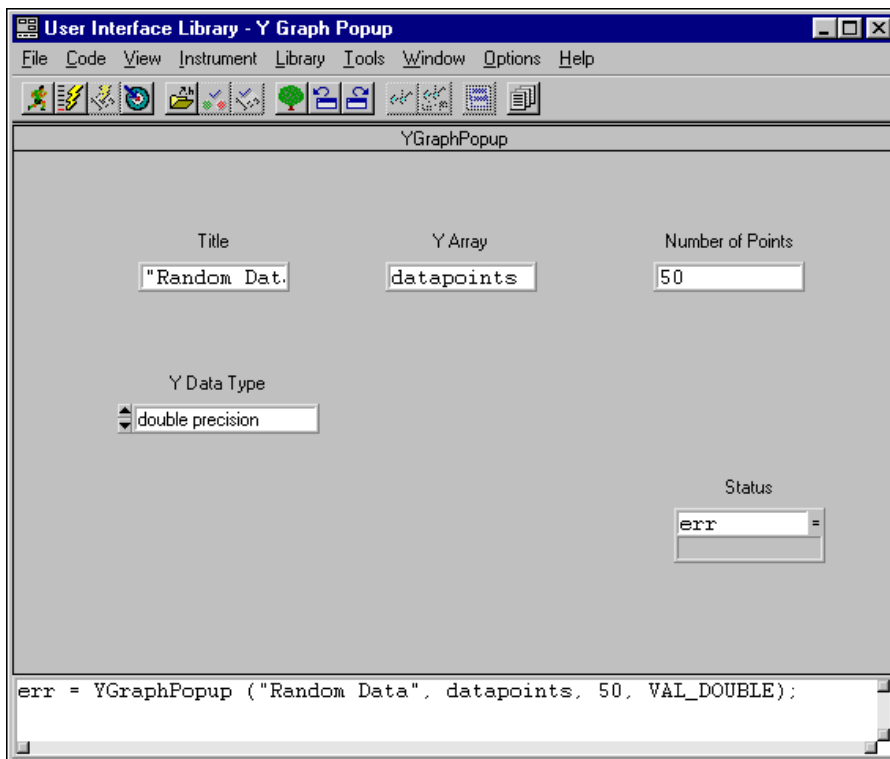 User Interface Library - Y Graph Popup
File Code View Instrument Library Tools Window Options Help
YGraphPopup
Title Y Array Number of Points
"Random Dat. datapoints 50
Y Data Type
double precision
Status
err =
err = YGraphPopup ("Random Data", datapoints, 50, VAL_DOUBLE);